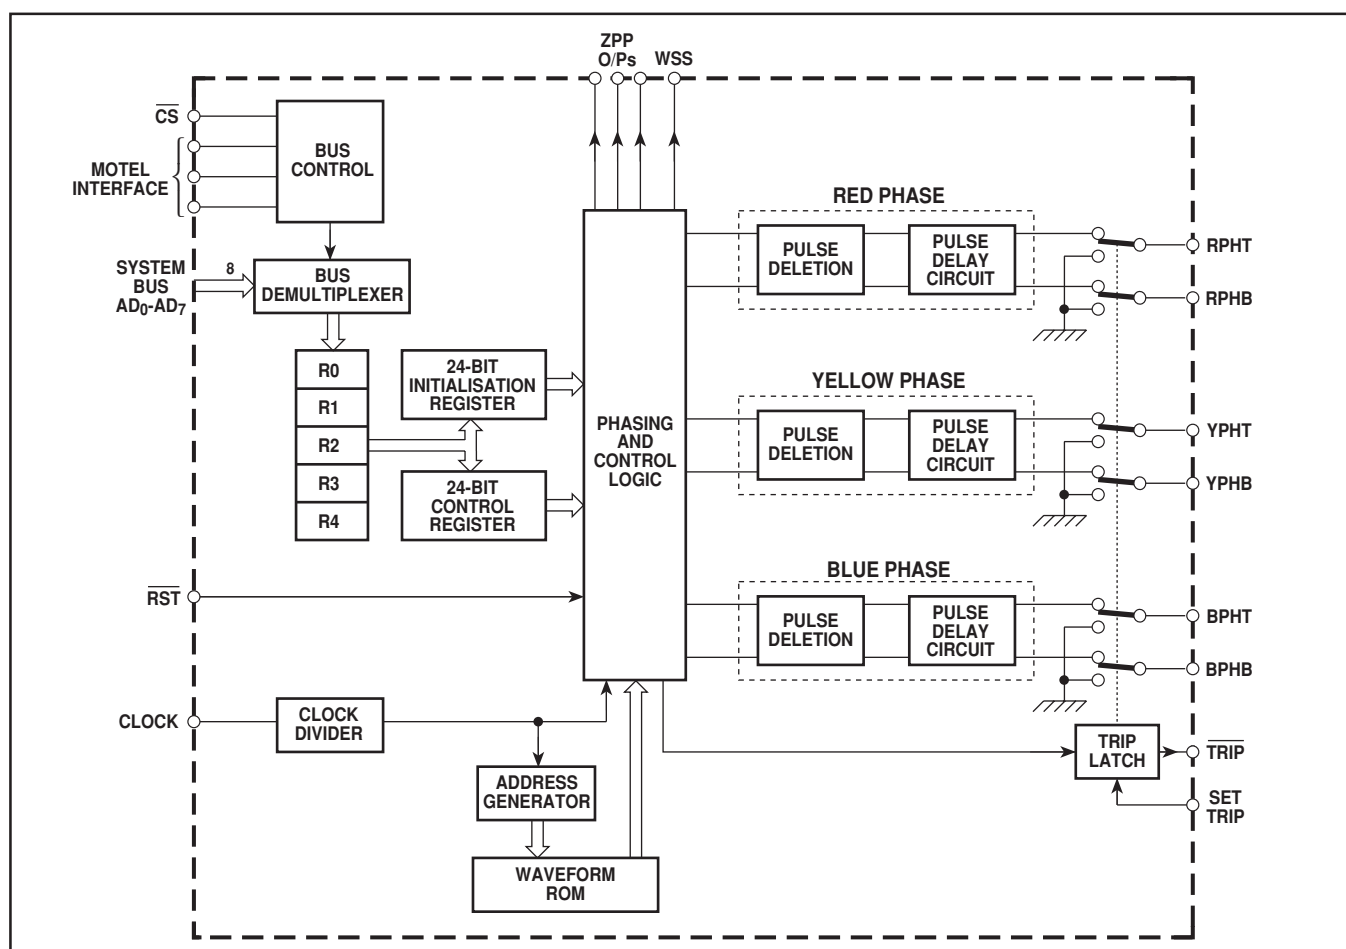 ZPP
O/Ps
WSS
CS
MOTEL
INTERFACE
BUS
CONTROL
SYSTEM
BUS
AD0-AD7
8
BUS
DEMULTIPLEXER
R0
R1
R2
R3
R4
24-BIT
INITIALISATION
REGISTER
24-BIT
CONTROL
REGISTER
PHASING
AND
CONTROL
LOGIC
RED PHASE
PULSE
DELETION
PULSE
DELAY
CIRCUIT
RPHT
RPHB
YELLOW PHASE
PULSE
DELETION
PULSE
DELAY
CIRCUIT
YPHT
YPHB
BLUE PHASE
PULSE
DELETION
PULSE
DELAY
CIRCUIT
BPHT
BPHB
RST
CLOCK
CLOCK
DIVIDER
ADDRESS
GENERATOR
WAVEFORM
ROM
TRIP
LATCH
TRIP
SET
TRIP